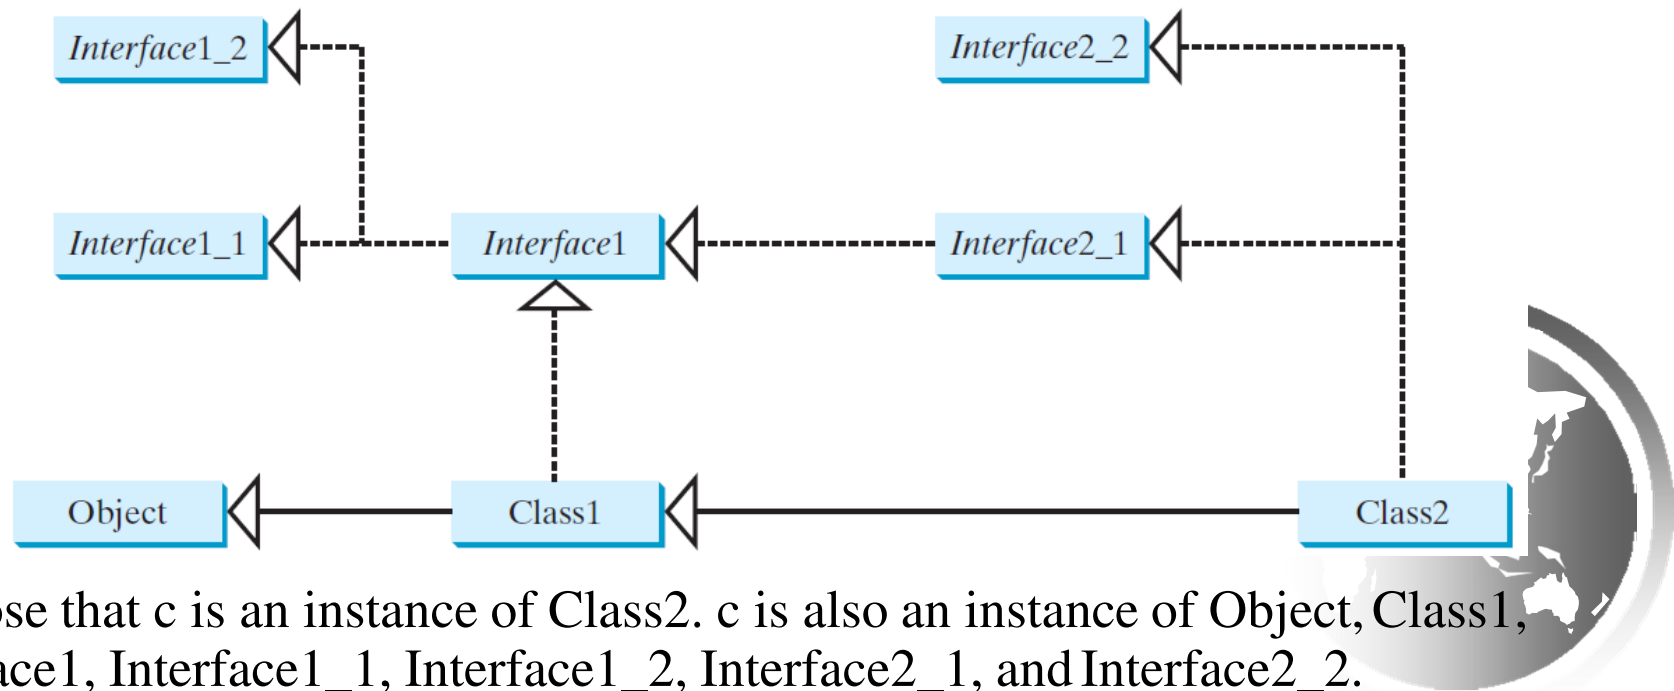 Interface1_2
Interface2_2
Interface1_1
Interface1
Interface2_1
Object
Class1
Class2
se that c is an instance of Class2. c is also an instance of Object, Class1,
ace1, Interface1_1, Interface1_2, Interface2_1, and Interface2_2.